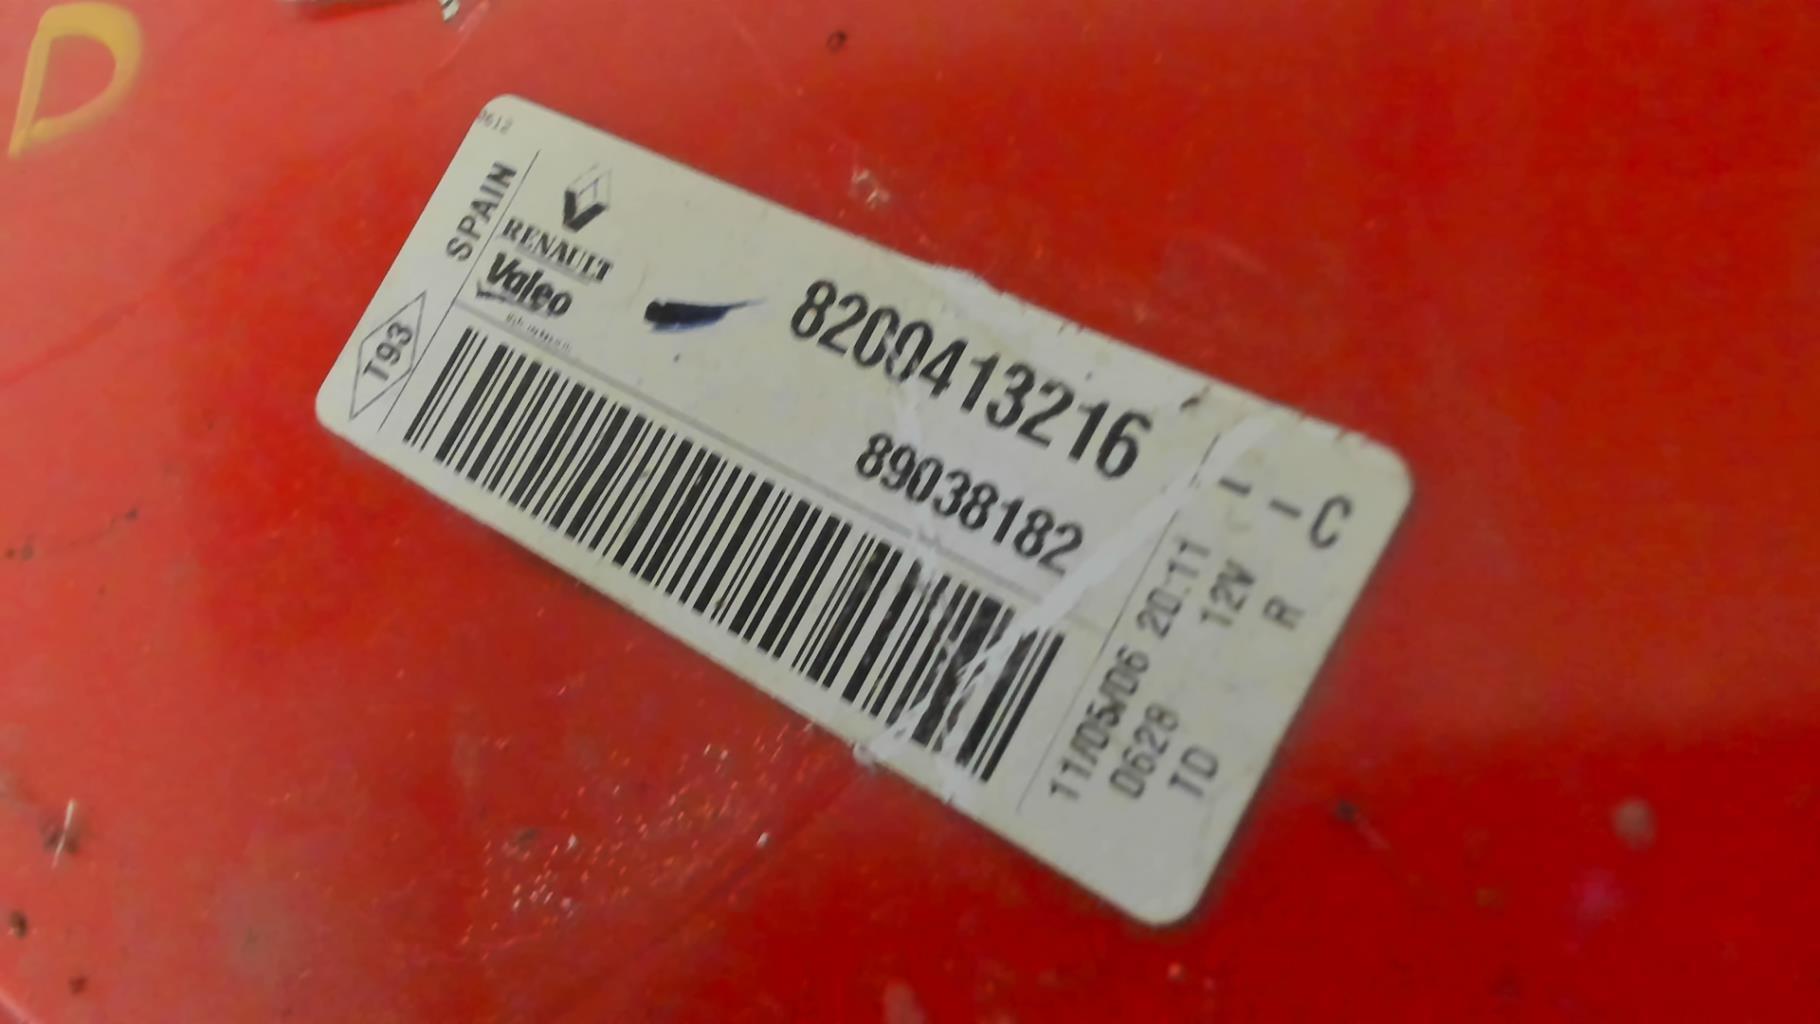 D
SPAIN
T93
RENAULT
Valeo
8200413216
89038182
11/05/06 20:11
0628 12V -
TD R - C